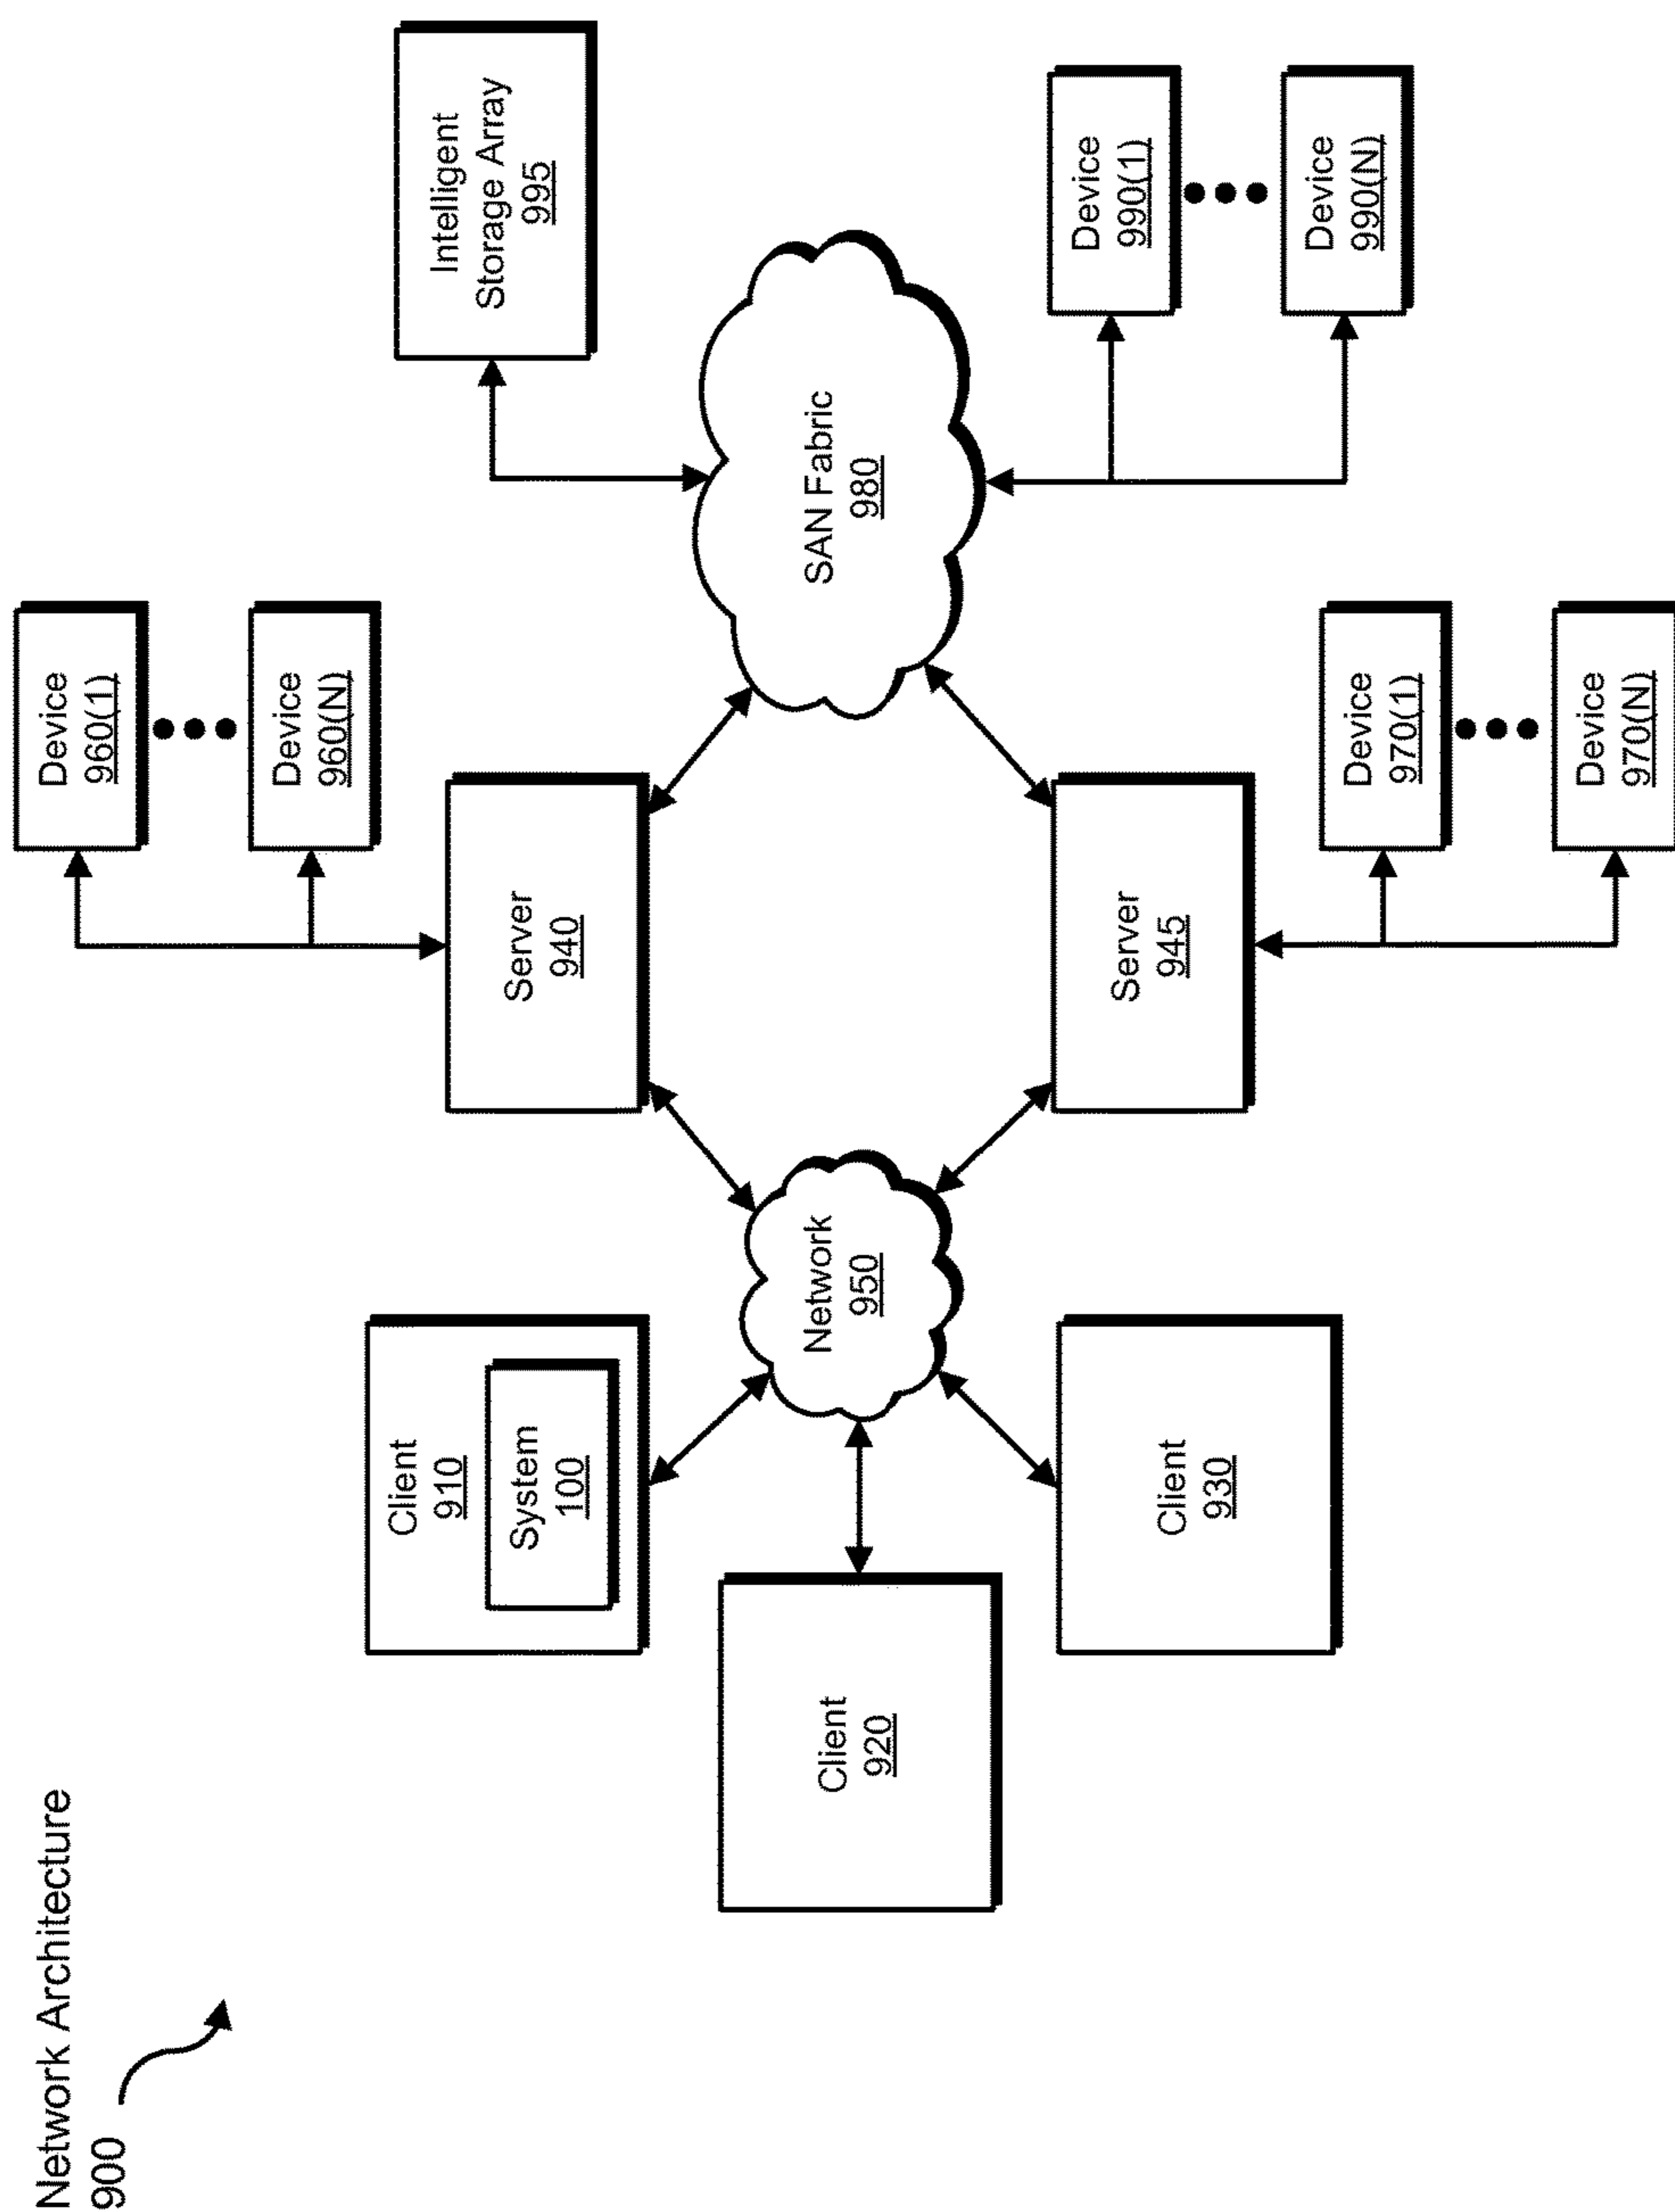 Network Architecture
900
Client
910
System
100
Client
920
Client
930
Network
950
Server
940
Server
945
Device
960(1)
Device
960(N)
Device
970(1)
Device
970(N)
SAN Fabric
980
Intelligent
Storage Array
995
Device
990(1)
Device
990(N)